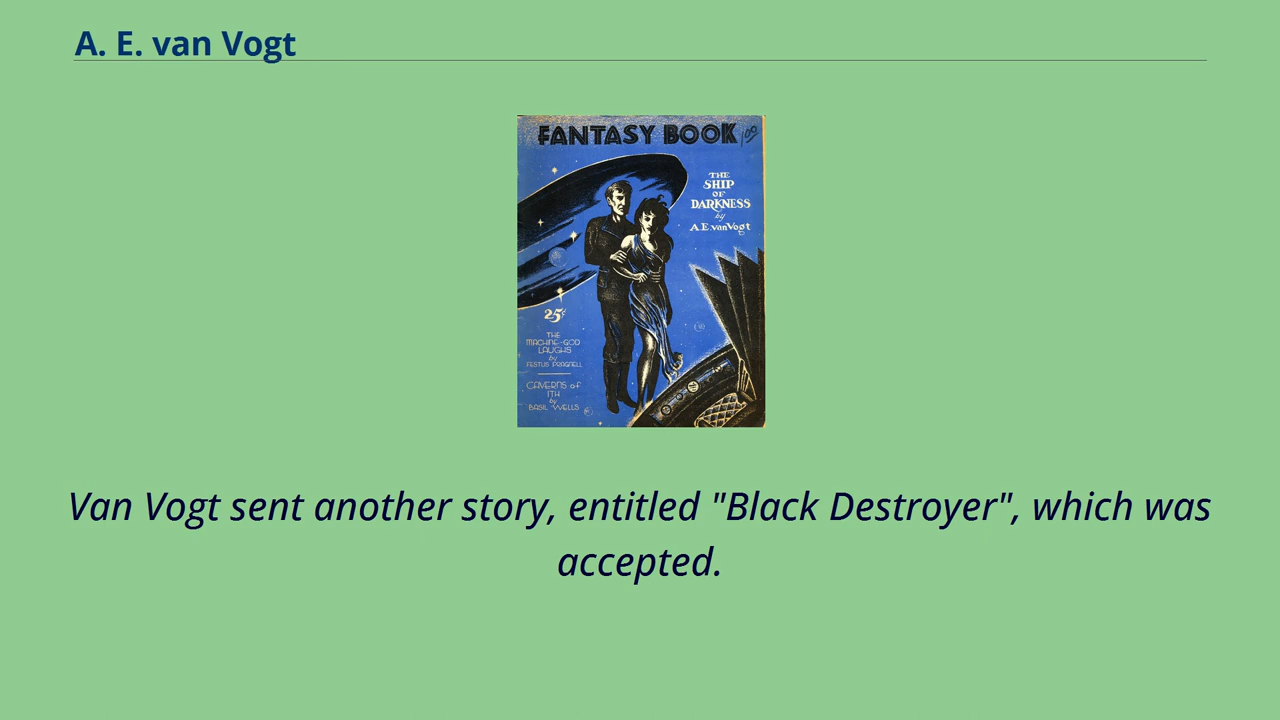 A. E. van Vogt
FANTASY BOOK
100
THE
SHIP
OF
DARKNESS
by
A.E. van Vogt
25¢
THE
MACHINE-GOD
LAUGHS
by
FESTUS PRAGNELL
CAVERNS of
ITH
by
BASIL WELLS
Van Vogt sent another story, entitled "Black Destroyer", which was
accepted.